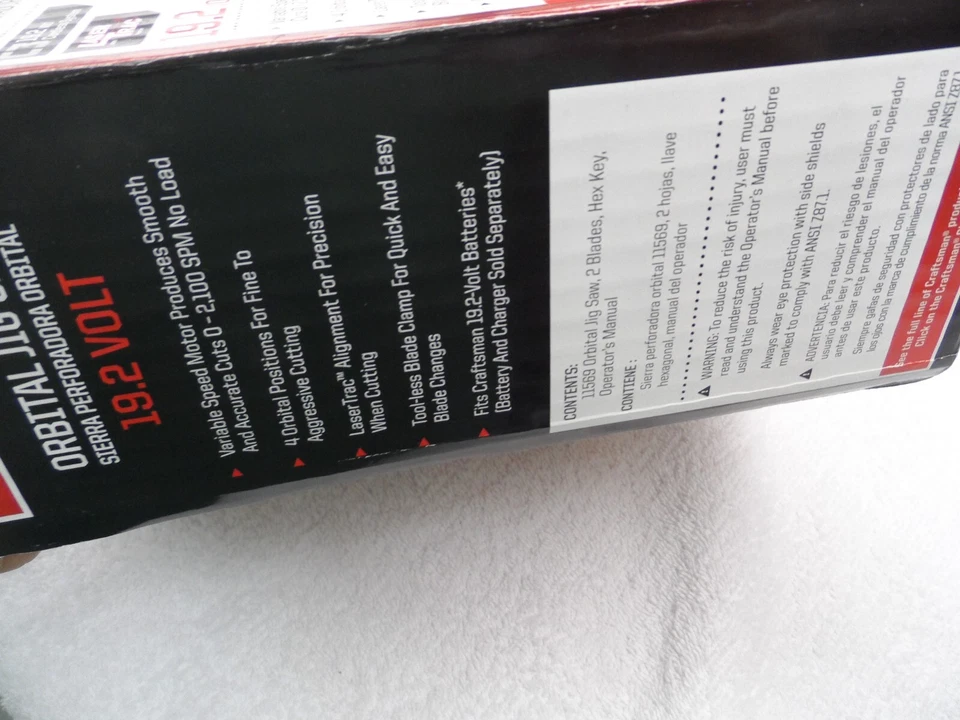 ORBITAL JIG
SIERRA PERFORADORA ORBITAL
19.2 VOLT
Variable Speed Motor Produces Smooth
And Accurate Cuts 0 - 2,100 SPM No Load
4 Orbital Positions For Fine To
Aggressive Cutting
LaserTrac™ Alignment For Precision
When Cutting
Tool-less Blade Clamp For Quick And Easy
Blade Changes
Fits Craftsman 19.2-Volt Batteries*
(Battery And Charger Sold Separately)
CONTENTS:
11569 Orbital Jig Saw, 2 Blades, Hex Key,
Operator's Manual
CONTIENE:
Sierra perforadora orbital 11569, 2 hojas, llave
hexagonal, manual del operador
WARNING: To reduce the risk of injury, user must
read and understand the Operator's Manual before
using this product.
Always wear eye protection with side shields
marked to comply with ANSI Z87.1.
ADVERTENCIA: Para reducir el riesgo de lesiones, el
usuario debe leer y comprender el manual del operador
antes de usar este producto.
Siempre gafas de seguridad con protectores de lado para
los ojos con la marca de cumplimiento de la norma ANSI Z87.1
See the full line of Craftsman® produc
Click on the Craftsman®